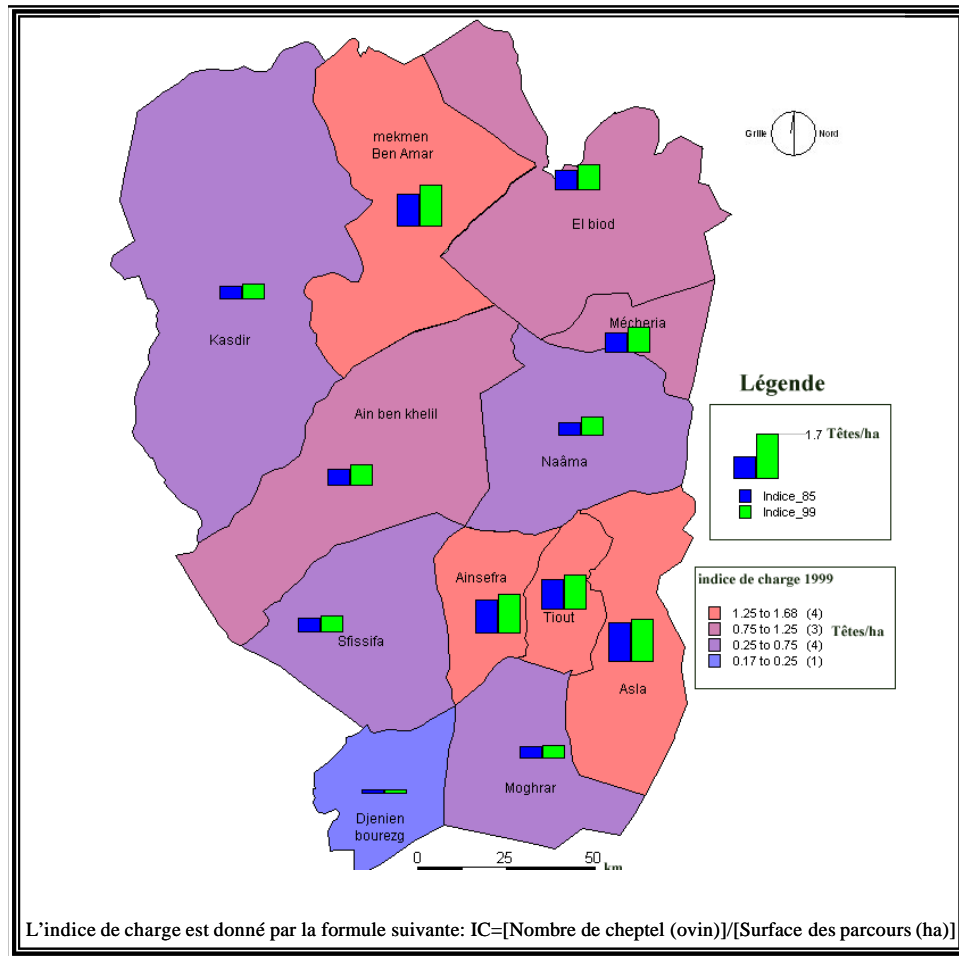 mekmen
Ben Amar
Grille Nord
El biod
Kasdir
Mécheria
Ain ben khelil
Naâma
Légende
1.7 Têtes/ha
Indice_85
Indice_99
Ainsefra
Tiout
Sfissifa
Asla
indice de charge 1999
1.25 to 1.68 (4)
0.75 to 1.25 (3) Têtes/ha
0.25 to 0.75 (4)
0.17 to 0.25 (1)
Moghrar
Djenien
bourezg
0 25 50
km
L'indice de charge est donné par la formule suivante: IC=[Nombre de cheptel (ovin)]/[Surface des parcours (ha)]